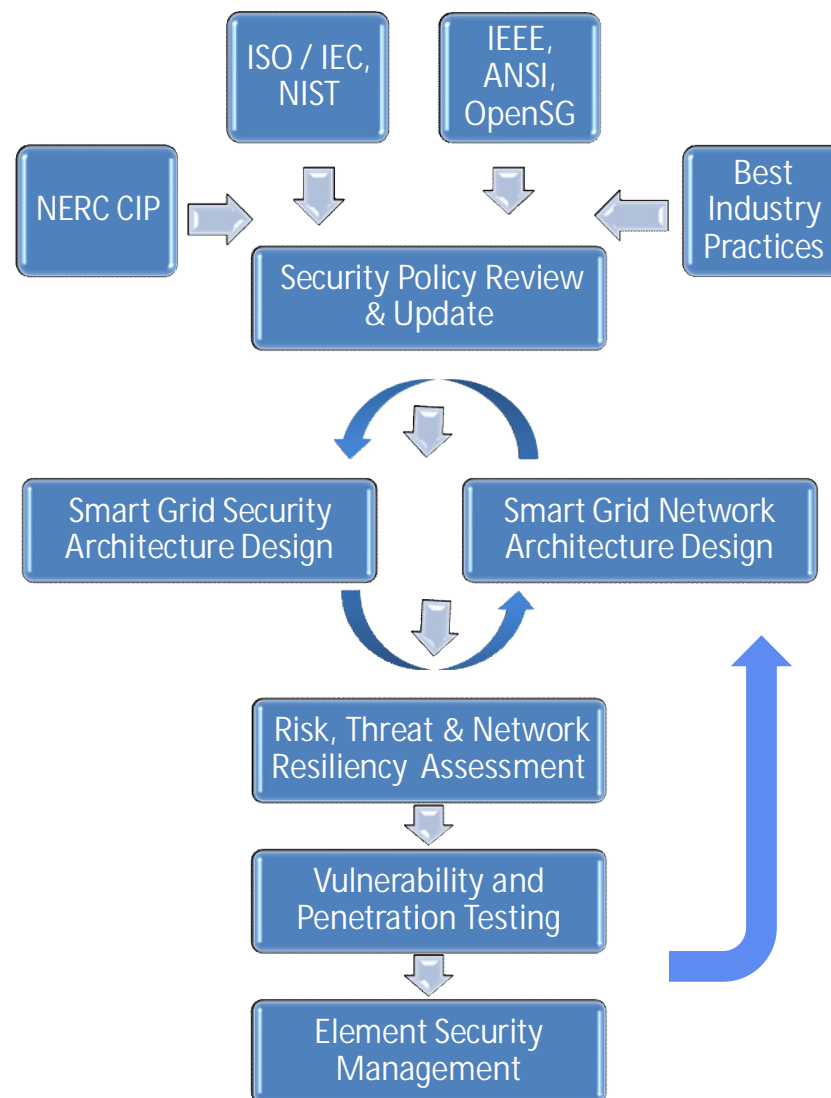 ISO / IEC,
NIST
IEEE,
ANSI,
OpenSG
NERC CIP
Best
Industry
Practices
Security Policy Review
& Update
Smart Grid Security
Architecture Design
Smart Grid Network
Architecture Design
Risk, Threat & Network
Resiliency Assessment
Vulnerability and
Penetration Testing
Element Security
Management